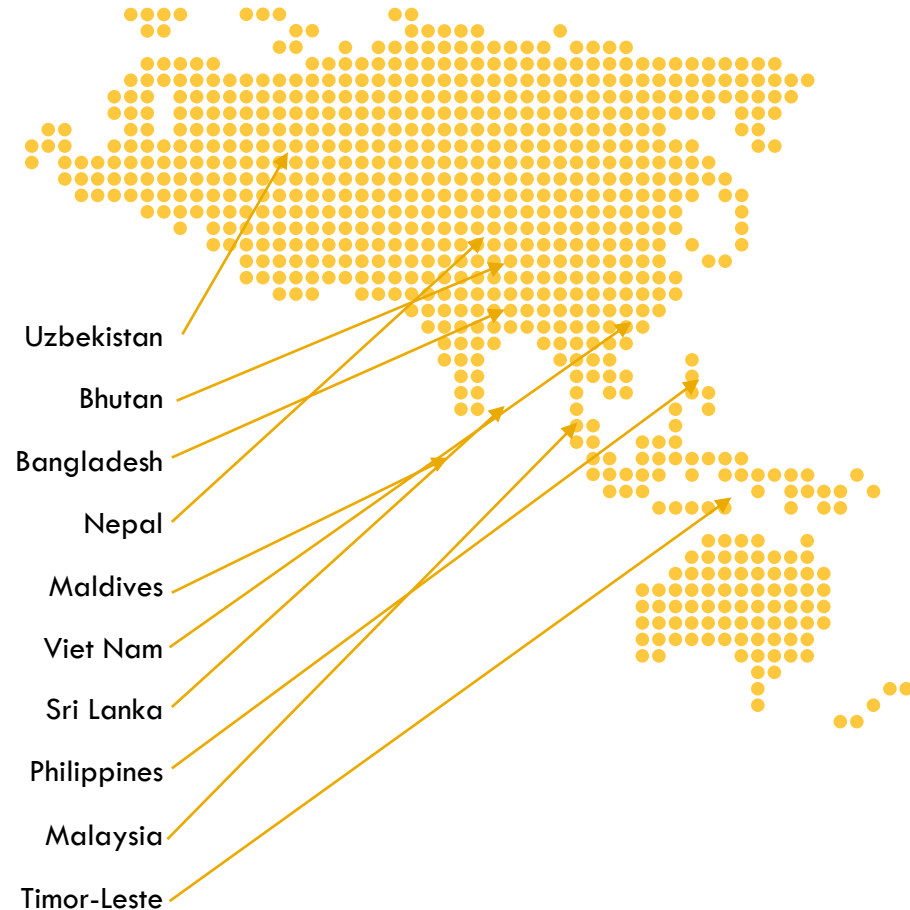 Uzbekistan
Bhutan
Bangladesh
Nepal
Maldives
Viet Nam
Sri Lanka
Philippines
Malaysia
Timor-Leste